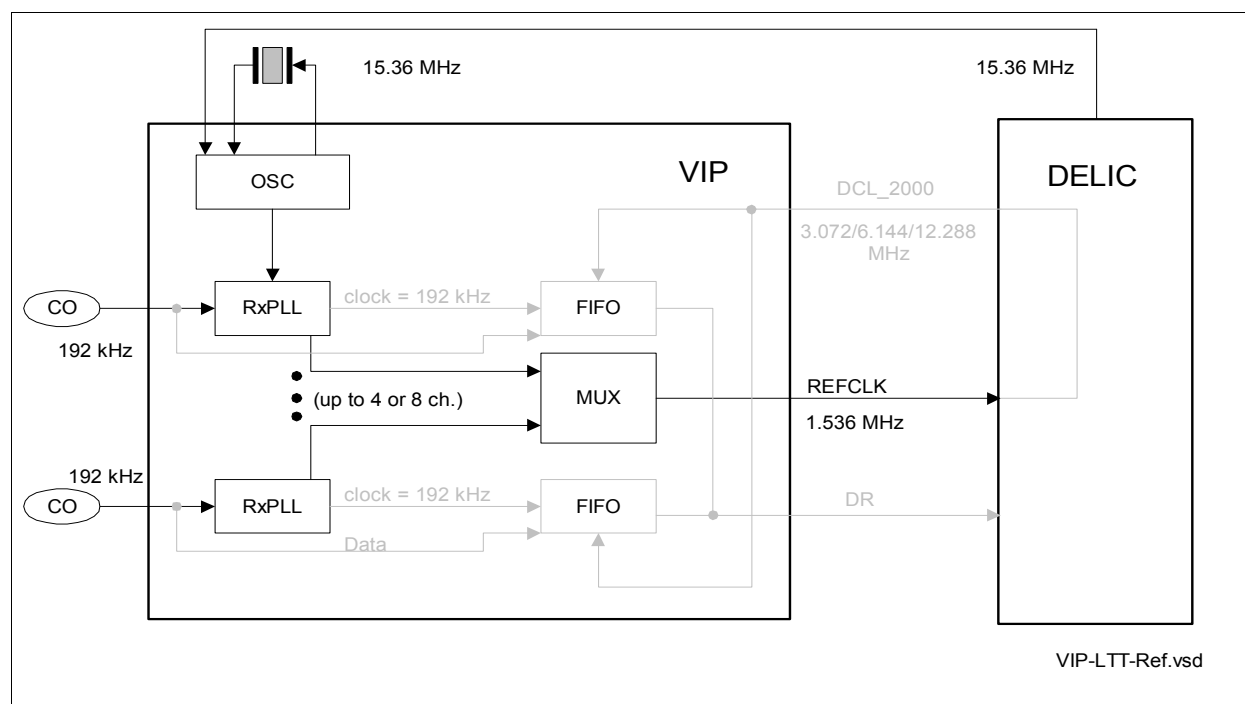 15.36 MHz
15.36 MHz
OSC
VIP
DELIC
DCL_2000
3.072/6.144/12.288
MHz
CO
RxPLL
clock = 192 kHz
FIFO
192 kHz
(up to 4 or 8 ch.)
MUX
REFCLK
1.536 MHz
192 kHz
CO
RxPLL
clock = 192 kHz
FIFO
DR
Data
VIP-LTT-Ref.vsd